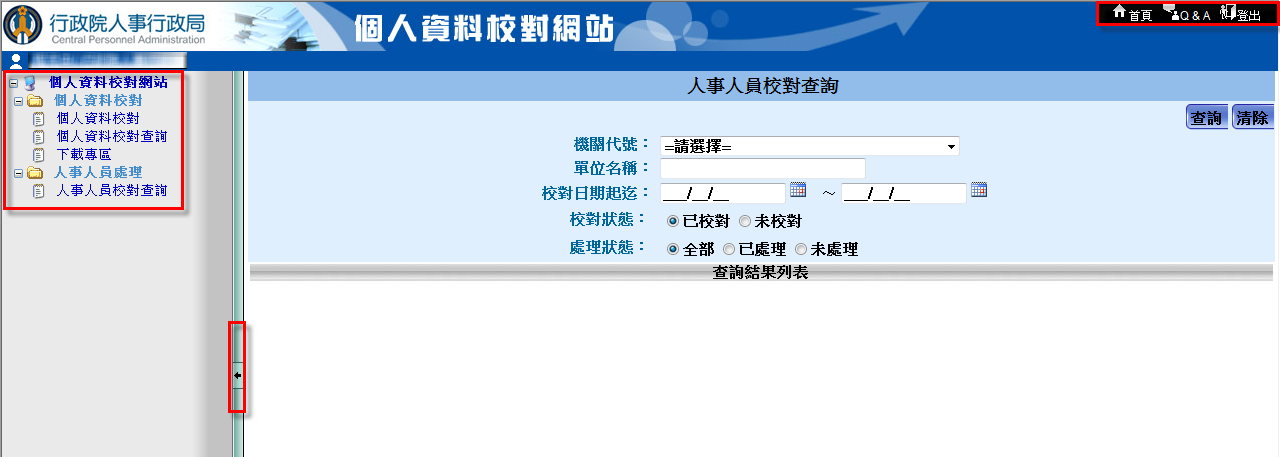 行政院人事行政局
Central Personnel Administration
個人資料校對網站
首頁 Q & A 登出
個人資料校對網站
個人資料校對
個人資料校對
個人資料校對查詢
下載專區
人事人員處理
人事人員校對查詢
人事人員校對查詢
查詢 清除
機關代號： =請選擇=
單位名稱：
校對日期起迄： ___/__/__ ～ ___/__/__
校對狀態： 已校對 未校對
處理狀態： 全部 已處理 未處理
查詢結果列表